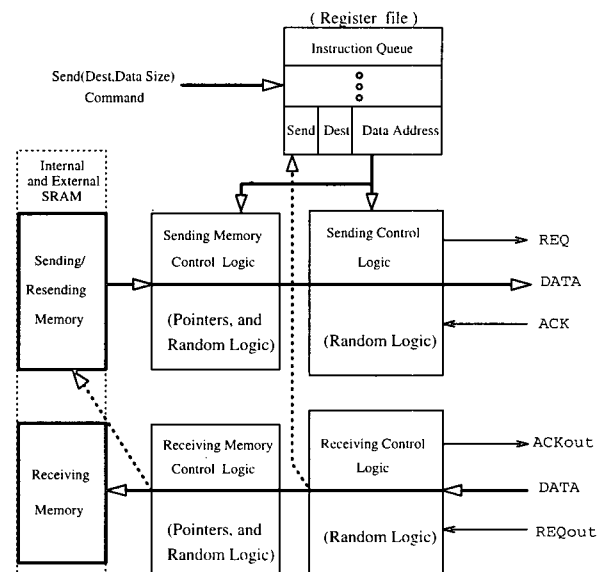 ( Register file )
Instruction Queue
Send(Dest,Data Size)
Command
Send Dest Data Address
Internal
and External
SRAM
Sending/
Resending
Memory
Sending Memory
Control Logic
(Pointers, and
Random Logic)
Sending Control
Logic
(Random Logic)
REQ
DATA
ACK
Receiving
Memory
Receiving Memory
Control Logic
(Pointers, and
Random Logic)
Receiving Control
Logic
(Random Logic)
ACKout
DATA
REQout